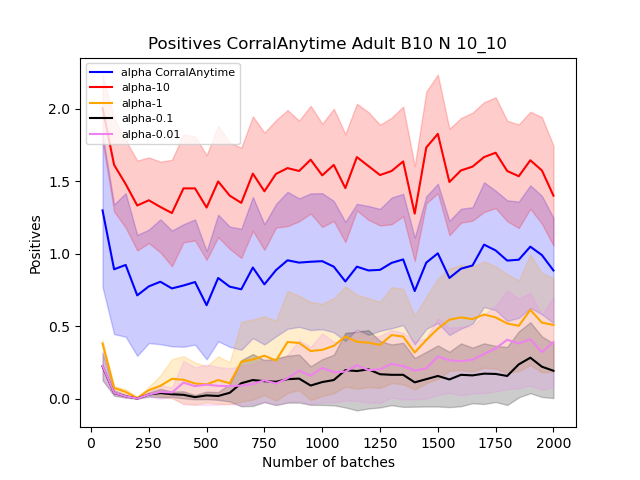 Positives CorralAnytime Adult B10 N 10_10
alpha CorralAnytime
alpha-10
alpha-1
alpha-0.1
alpha-0.01
Positives
2.0
1.5
1.0
0.5
0.0
0 250 500 750 1000 1250 1500 1750 2000
Number of batches